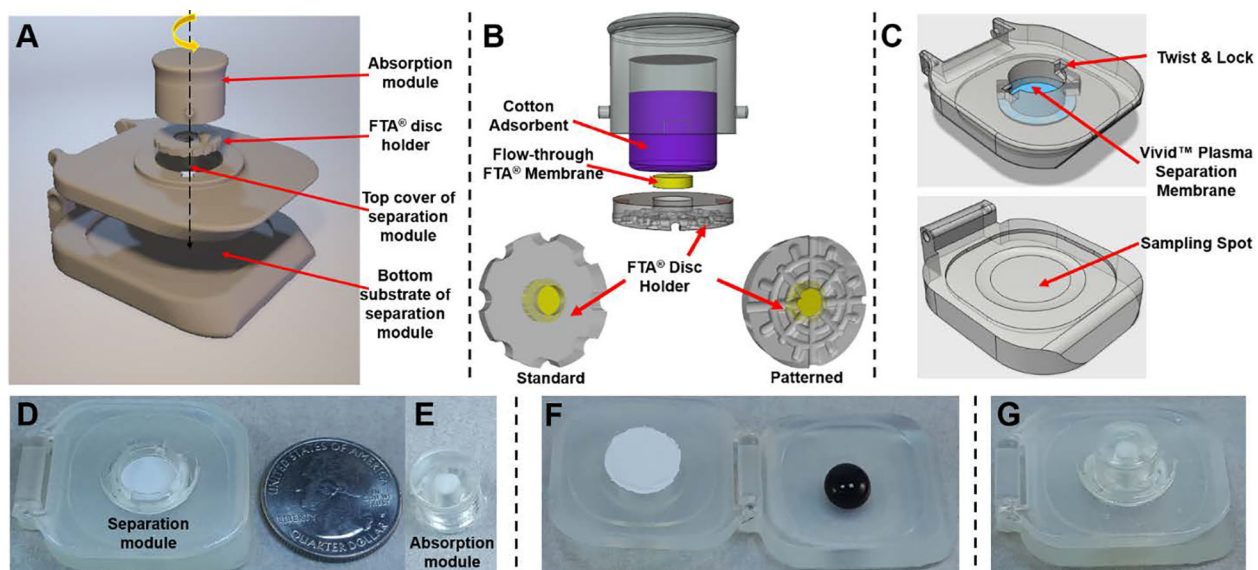 A
Absorption
module
FTA® disc
holder
Top cover of
separation
module
Bottom
substrate of
separation
module
B
Cotton
Adsorbent
Flow-through
FTA® Membrane
FTA® Disc
Holder
Standard
Patterned
C
Twist & Lock
Vivid™ Plasma
Separation
Membrane
Sampling Spot
D
Separation
module
UNITED STATES OF AMERICA
LIBERTY
QUARTER DOLLAR
E
Absorption
module
F
G